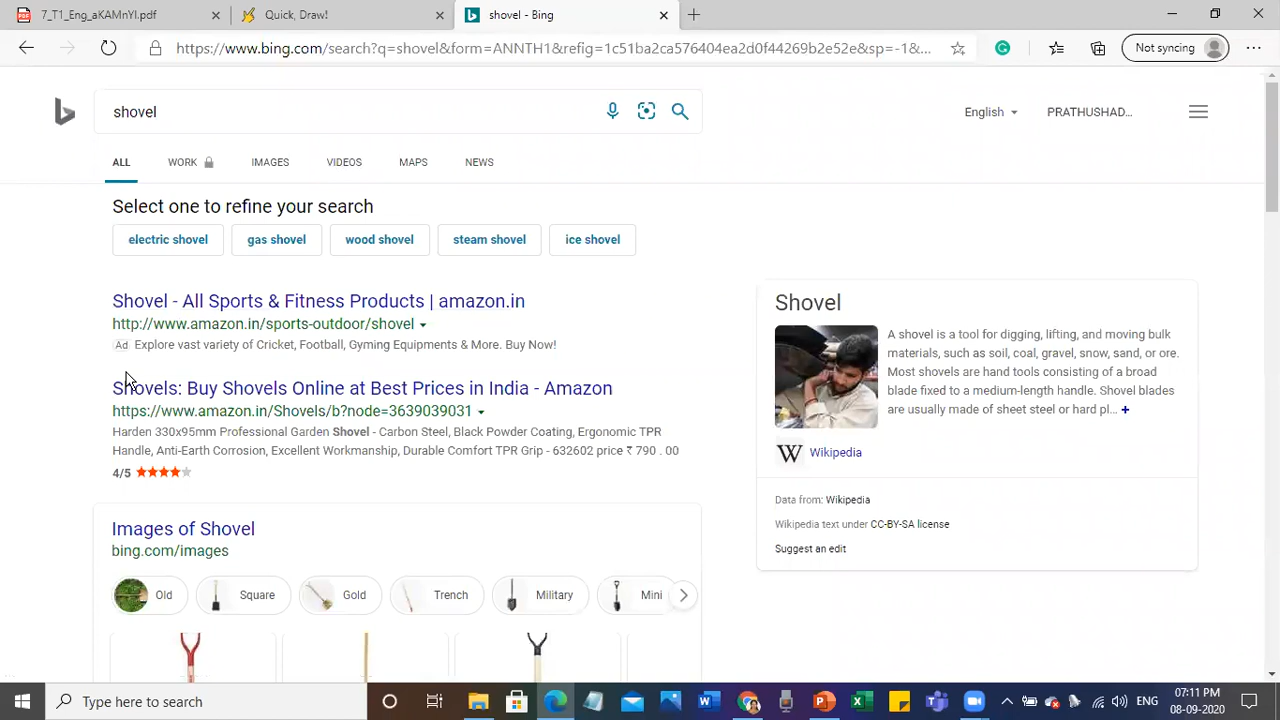 7_T1_Eng_aKAMnYl.pdf
Quick, Draw!
shovel - Bing
https://www.bing.com/search?q=shovel&form=ANNTH1&refig=1c51ba2ca576404ea2d0f44269b2e52e&sp=-1&...
Not syncing
shovel
English
PRATHUSHAD...
ALL
WORK
IMAGES
VIDEOS
MAPS
NEWS
Select one to refine your search
electric shovel
gas shovel
wood shovel
steam shovel
ice shovel
Shovel - All Sports & Fitness Products | amazon.in
http://www.amazon.in/sports-outdoor/shovel
Ad Explore vast variety of Cricket, Football, Gyming Equipments & More. Buy Now!
Shovels: Buy Shovels Online at Best Prices in India - Amazon
https://www.amazon.in/Shovels/b?node=3639039031
Harden 330x95mm Professional Garden Shovel - Carbon Steel, Black Powder Coating, Ergonomic TPR
Handle, Anti-Earth Corrosion, Excellent Workmanship, Durable Comfort TPR Grip - 632602 price ₹ 790 . 00
4/5
Images of Shovel
bing.com/images
Old
Square
Gold
Trench
Military
Mini
Shovel
A shovel is a tool for digging, lifting, and moving bulk
materials, such as soil, coal, gravel, snow, sand, or ore.
Most shovels are hand tools consisting of a broad
blade fixed to a medium-length handle. Shovel blades
are usually made of sheet steel or hard pl... +
W Wikipedia
Data from: Wikipedia
Wikipedia text under CC-BY-SA license
Suggest an edit
Type here to search
ENG
07:11 PM
08-09-2020